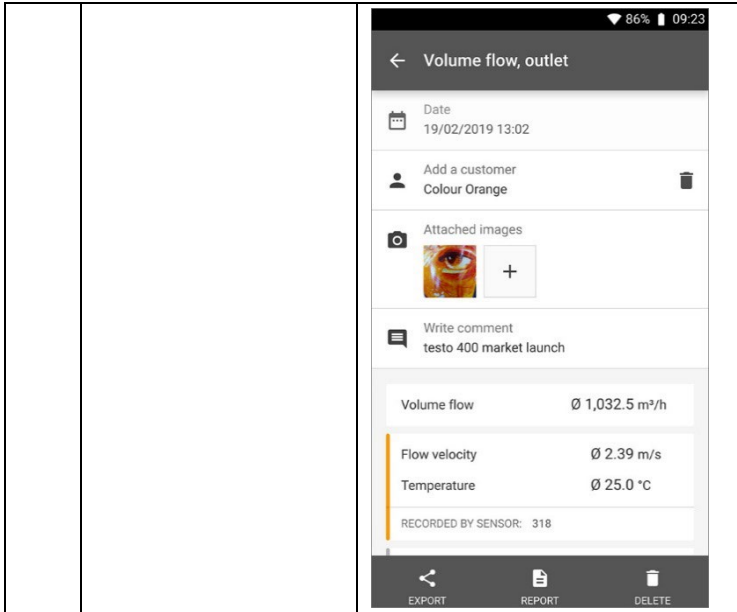 86% 09:23
Volume flow, outlet
Date
19/02/2019 13:02
Add a customer
Colour Orange
Attached images
+
Write comment
testo 400 market launch
Volume flow Ø 1,032.5 m³/h
Flow velocity Ø 2.39 m/s
Temperature Ø 25.0 °C
RECORDED BY SENSOR: 318
EXPORT REPORT DELETE